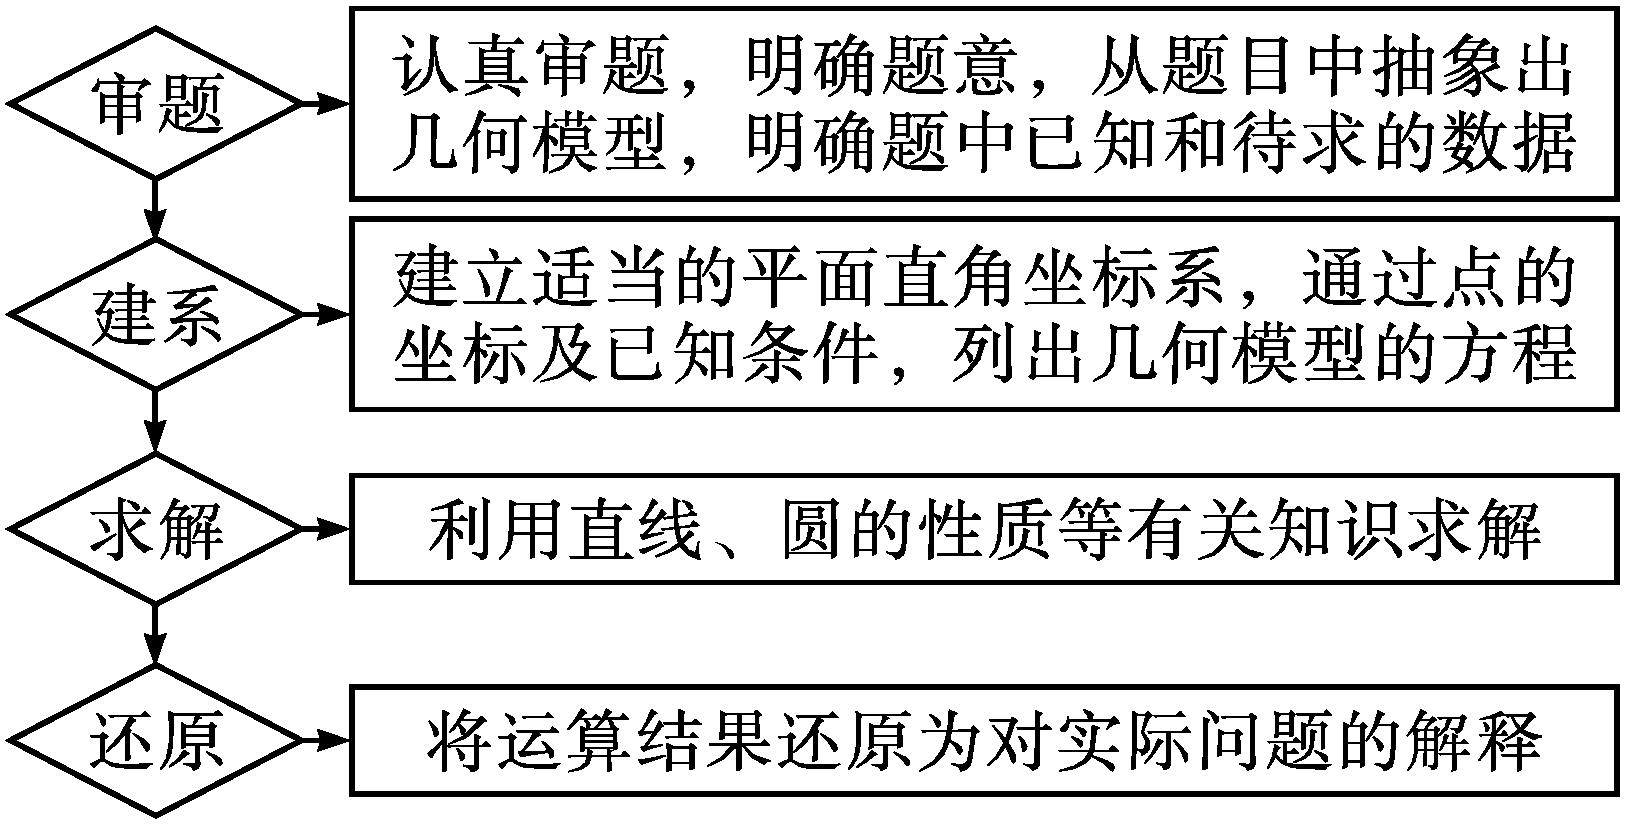 审题
认真审题，明确题意，从题目中抽象出
几何模型，明确题中已知和待求的数据
建系
建立适当的平面直角坐标系，通过点的
坐标及已知条件，列出几何模型的方程
求解
利用直线、圆的性质等有关知识求解
还原
将运算结果还原为对实际问题的解释